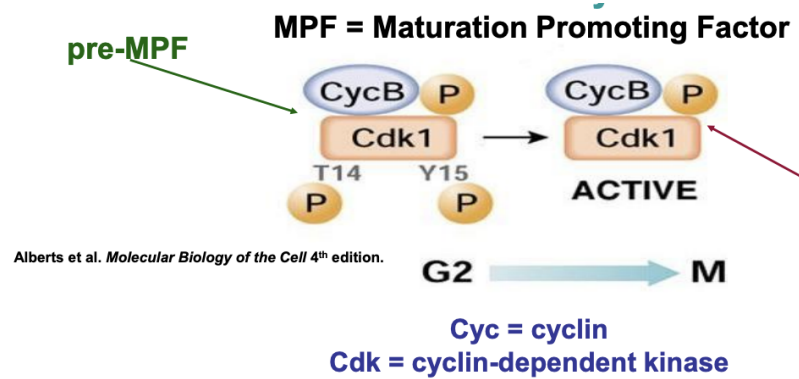 MPF = Maturation Promoting Factor
pre-MPF
CycB P CycB P
Cdk1 Cdk1
T14 Y15
P P
ACTIVE
Alberts et al. Molecular Biology of the Cell 4th edition.
G2 M
Cyc = cyclin
Cdk = cyclin-dependent kinase